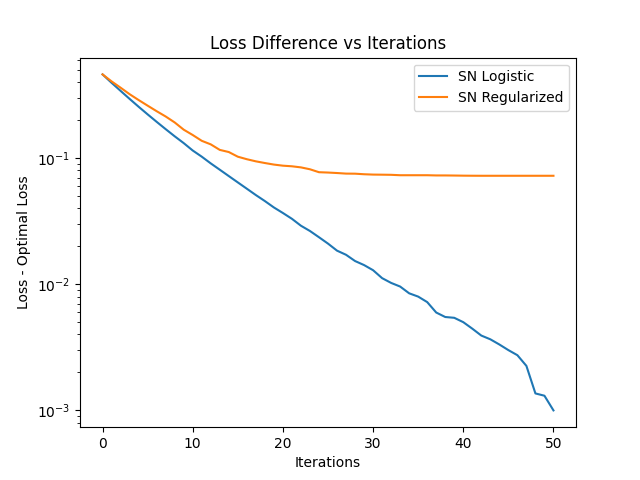 Loss Difference vs Iterations
SN Logistic
SN Regularized
Loss - Optimal Loss
10⁻¹
10⁻²
10⁻³
0 10 20 30 40 50
Iterations